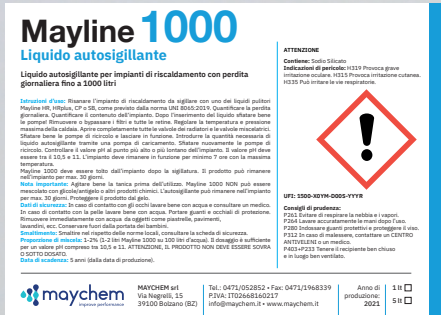 Mayline 1000
Liquido autosigillante
Liquido autosigillante per impianti di riscaldamento con perdita
giornaliera fino a 1000 litri
Istruzioni d'uso: Risanare l'impianto di riscaldamento da sigillare con uno dei liquidi pulitori
Mayline HR, HRplus, CP o SB, come previsto dalla norma UNI 8065:2019. Quantificare la perdita
giornaliera. Quantificare il contenuto dell'impianto. Dopo l'inserimento del liquido sfiatare bene
le pompe! Rimuovere o bypassare i filtri e tutte le retine. Regolare la temperatura e pressione
massima della caldaia. Aprire completamente tutte le valvole dei radiatori e le valvole miscelatrici.
Sfiatare bene le pompe di ricircolo e lasciare in funzione. Introdurre la quantità necessaria di
liquido autosigillante tramite una pompa di caricamento. Sfiatare nuovamente le pompe di
ricircolo. Controllare il valore pH al punto più alto e più lontano dell'impianto. Il valore pH deve
essere tra il 10,5 e 11. L'impianto deve rimanere in funzione per minimo 7 ore con la massima
temperatura.
Mayline 1000 deve essere tolto dall'impianto dopo la sigillatura. Il prodotto può rimanere
nell'impianto per max. 30 giorni.
Nota importante: Agitare bene la tanica prima dell'utilizzo. Mayline 1000 NON può essere
mescolato con glicole/antigelo o altri prodotti chimici. L'autosigillante può rimanere nell'impianto
per max. 30 giorni. Proteggere il prodotto dal gelo.
Dati di sicurezza: In caso di contatto con gli occhi lavare bene con acqua e consultare un medico.
In caso di contatto con la pelle lavare bene con acqua. Portare guanti e occhiali di protezione.
Rimuovere immediatamente con acqua da oggetti come piastrelle, pavimenti,
lavandini, ecc. Conservare fuori dalla portata dei bambini.
Smaltimento: Smaltire nel rispetto delle norme locali, consultare la scheda di sicurezza.
Proporzione di miscela: 1-2% (1-2 litri Mayline 1000 su 100 litri d'acqua). Il dosaggio è sufficiente
per un valore pH compreso tra 10,5 e 11. ATTENZIONE, IL PRODOTTO NON DEVE ESSERE SOVRA
O SOTTO DOSATO.
Data di scadenza: 5 anni (dalla data di produzione).
ATTENZIONE
Contiene: Sodio Silicato
Indicazioni di pericolo: H319 Provoca grave
irritazione oculare. H315 Provoca irritazione cutanea.
H335 Può irritare le vie respiratorie.
UFI: 1500-X0YM-D00S-YYYR
Consigli di prudenza:
P261 Evitare di respirare la nebbia e i vapori.
P264 Lavare accuratamente le mani dopo l'uso.
P280 Indossare guanti protettivi e proteggere il viso.
P312 In caso di malessere, contattare un CENTRO
ANTIVELENI o un medico.
P403+P233 Tenere il recipiente ben chiuso
e in luogo ben ventilato.
maychem
improve performance
MAYCHEM srl
Via Negrelli, 15
39100 Bolzano (BZ)
Tel.: 0471/052852 • Fax: 0471/1968339
P.IVA: IT02668160217
info@maychem.it • www.maychem.it
Anno di
produzione:
2021
1 lt
5 lt